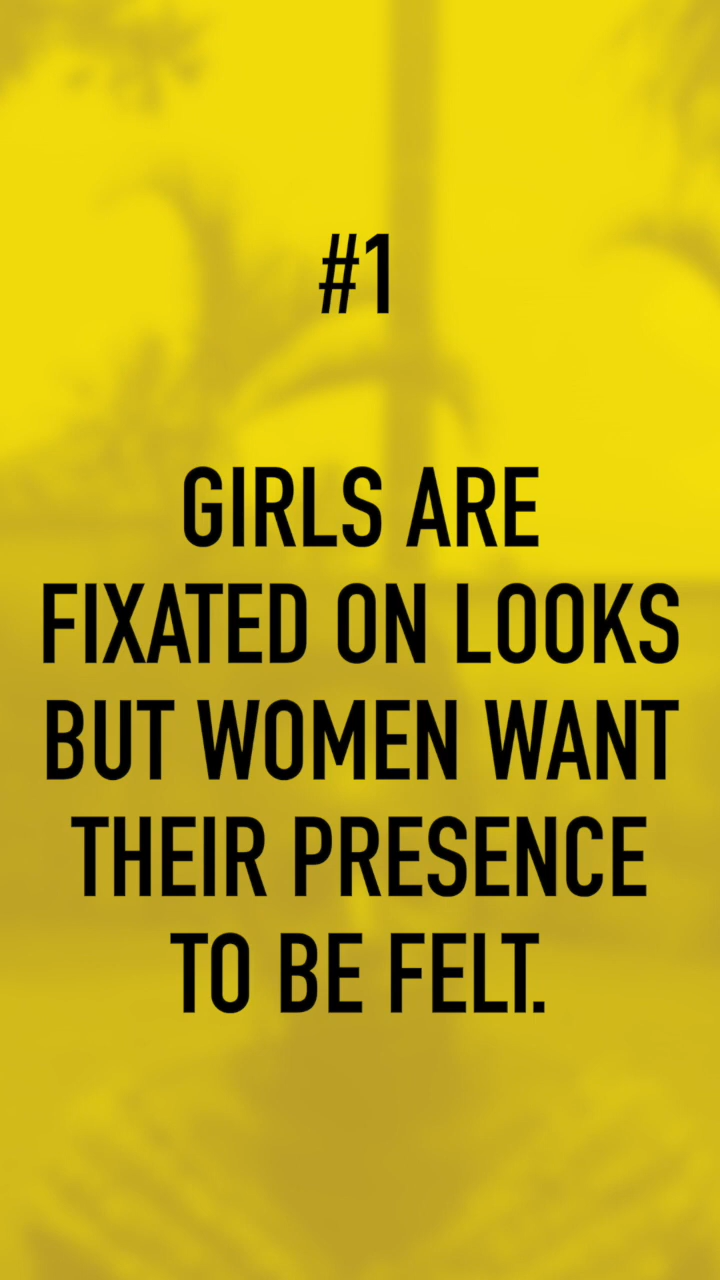 #1
GIRLS ARE
FIXATED ON LOOKS
BUT WOMEN WANT
THEIR PRESENCE
TO BE FELT.